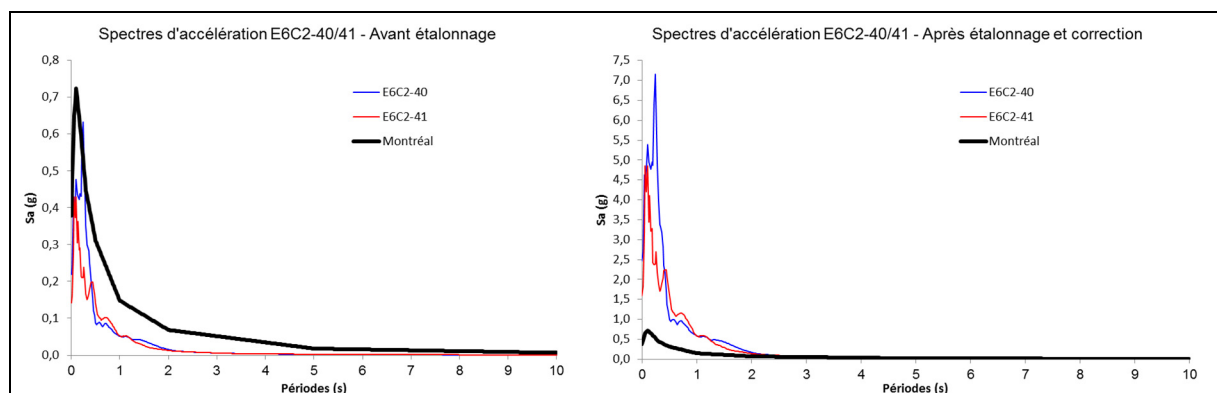 Spectres d'accélération E6C2-40/41 - Avant étalonnage
0,8
0,7
0,6
0,5
0,4
0,3
0,2
0,1
0,0
Sa (g)
E6C2-40
E6C2-41
Montréal
0 1 2 3 4 5 6 7 8 9 10
Périodes (s)
Spectres d'accélération E6C2-40/41 - Après étalonnage et correction
7,5
7,0
6,5
6,0
5,5
5,0
4,5
4,0
3,5
3,0
2,5
2,0
1,5
1,0
0,5
0,0
Sa (g)
E6C2-40
E6C2-41
Montréal
0 1 2 3 4 5 6 7 8 9 10
Périodes (s)